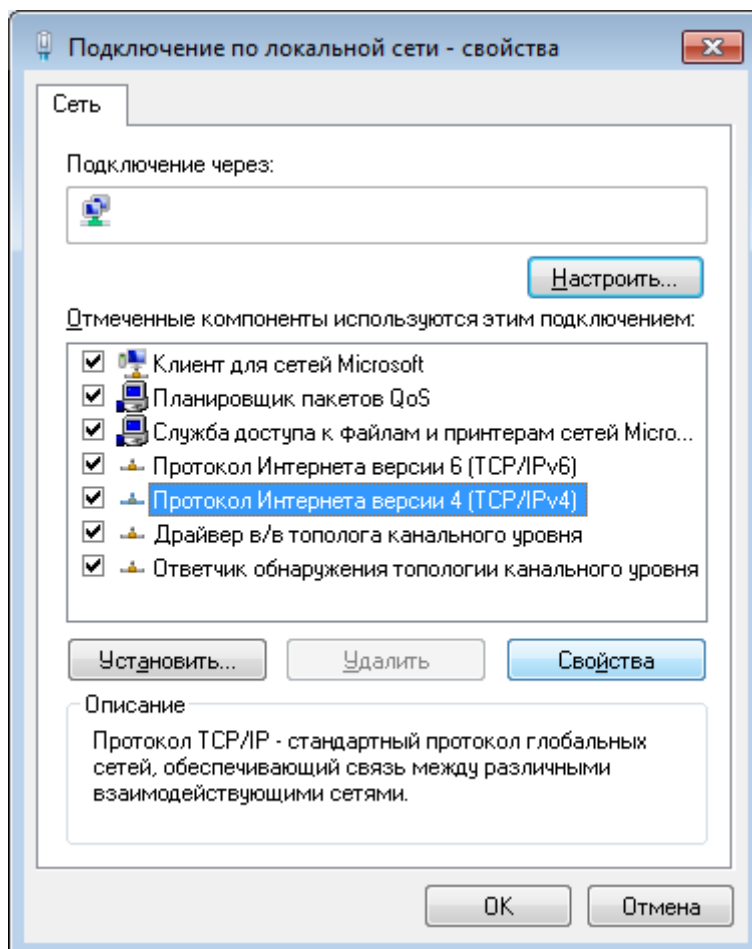 Подключение по локальной сети - свойства
Сеть
Подключение через:
Настроить...
Отмеченные компоненты используются этим подключением:
Клиент для сетей Microsoft
Планировщик пакетов QoS
Служба доступа к файлам и принтерам сетей Micro...
Протокол Интернета версии 6 (TCP/IPv6)
Протокол Интернета версии 4 (TCP/IPv4)
Драйвер в/в тополога канального уровня
Ответчик обнаружения топологии канального уровня
Установить... Удалить Свойства
Описание
Протокол TCP/IP - стандартный протокол глобальных
сетей, обеспечивающий связь между различными
взаимодействующими сетями.
OK Отмена